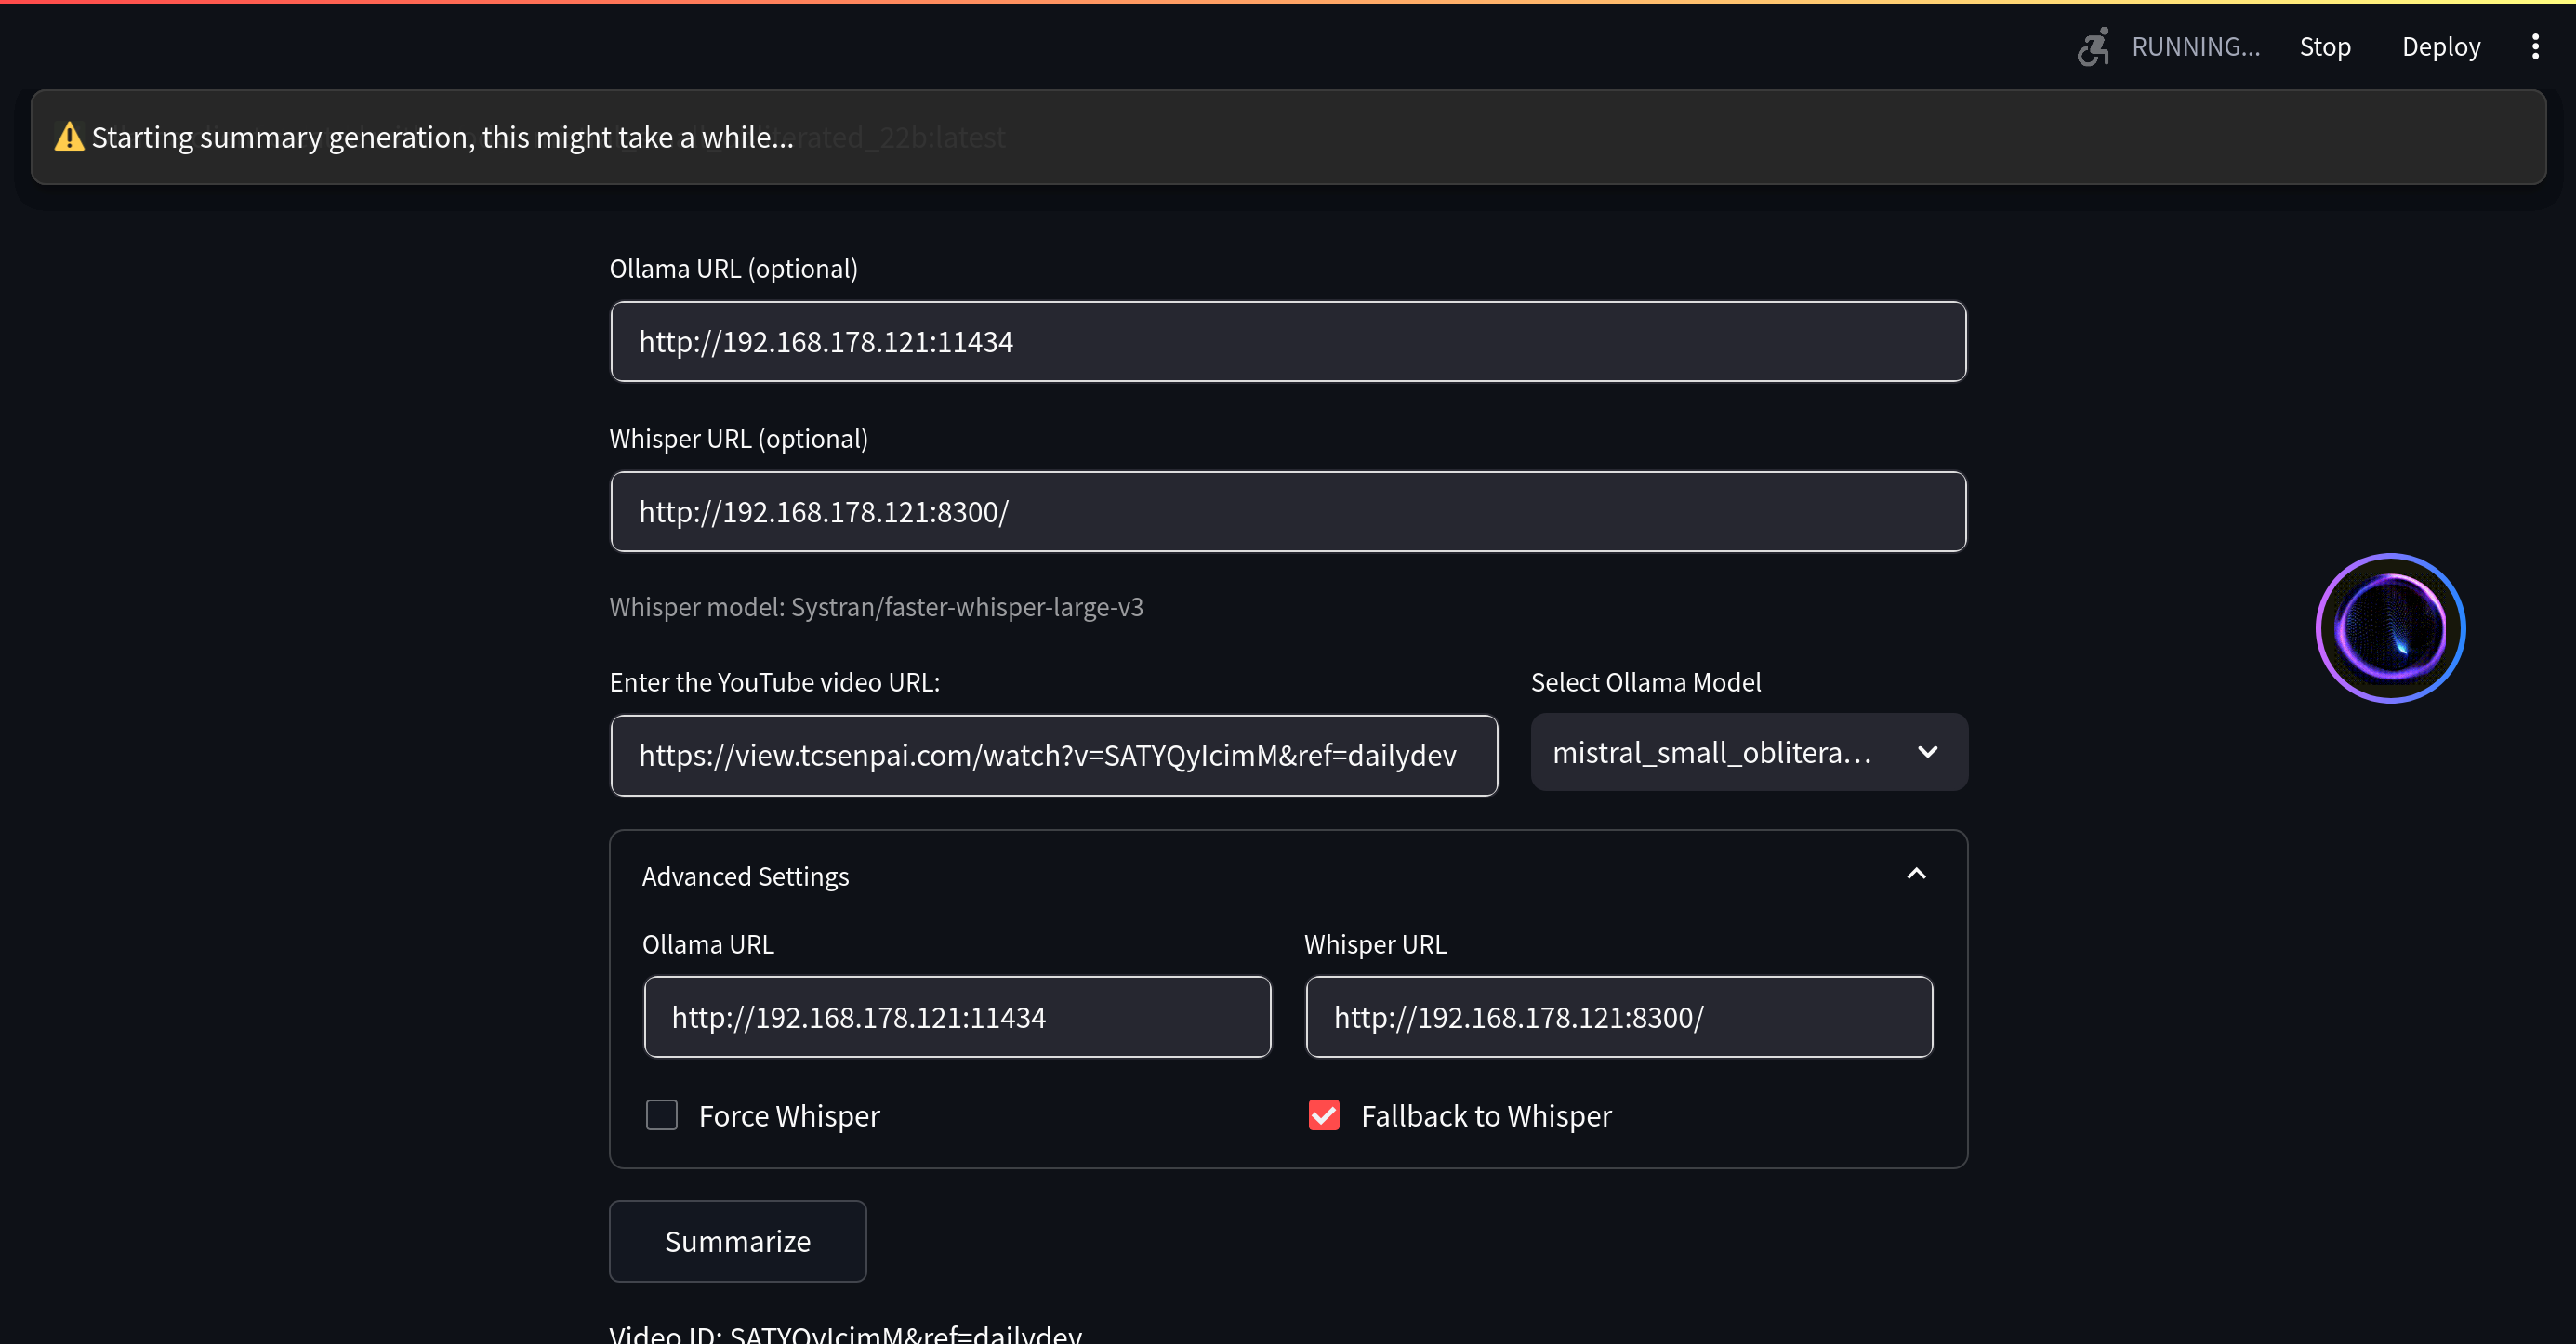 RUNNING...
Stop
Deploy
⚠️ Starting summary generation, this might take a while...
Ollama URL (optional)
http://192.168.178.121:11434
Whisper URL (optional)
http://192.168.178.121:8300/
Whisper model: Systran/faster-whisper-large-v3
Enter the YouTube video URL:
Select Ollama Model
https://view.tcsenpai.com/watch?v=SATYQyIcimM&ref=dailydev
mistral_small_oblitera...
Advanced Settings
Ollama URL
Whisper URL
http://192.168.178.121:11434
http://192.168.178.121:8300/
Force Whisper
Fallback to Whisper
Summarize
Video ID: SATYQyIcimM&ref=dailydev